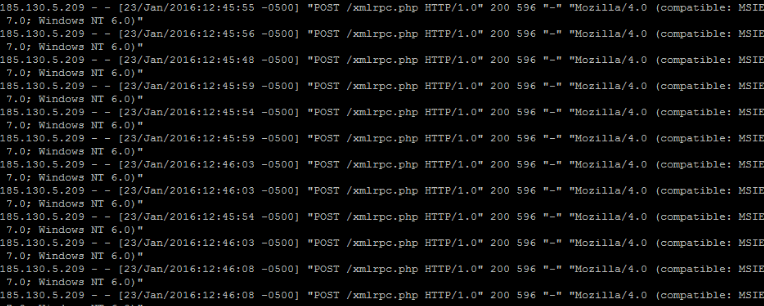 185.130.5.209 - - [23/Jan/2016:12:45:55 -0500] "POST /xmlrpc.php HTTP/1.0" 200 596 "-" "Mozilla/4.0 (compatible: MSIE
7.0; Windows NT 6.0)"
185.130.5.209 - - [23/Jan/2016:12:45:56 -0500] "POST /xmlrpc.php HTTP/1.0" 200 596 "-" "Mozilla/4.0 (compatible: MSIE
7.0; Windows NT 6.0)"
185.130.5.209 - - [23/Jan/2016:12:45:48 -0500] "POST /xmlrpc.php HTTP/1.0" 200 596 "-" "Mozilla/4.0 (compatible: MSIE
7.0; Windows NT 6.0)"
185.130.5.209 - - [23/Jan/2016:12:45:49 -0500] "POST /xmlrpc.php HTTP/1.0" 200 596 "-" "Mozilla/4.0 (compatible: MSIE
7.0; Windows NT 6.0)"
185.130.5.209 - - [23/Jan/2016:12:45:54 -0500] "POST /xmlrpc.php HTTP/1.0" 200 596 "-" "Mozilla/4.0 (compatible: MSIE
7.0; Windows NT 6.0)"
185.130.5.209 - - [23/Jan/2016:12:45:59 -0500] "POST /xmlrpc.php HTTP/1.0" 200 596 "-" "Mozilla/4.0 (compatible: MSIE
7.0; Windows NT 6.0)"
185.130.5.209 - - [23/Jan/2016:12:46:03 -0500] "POST /xmlrpc.php HTTP/1.0" 200 596 "-" "Mozilla/4.0 (compatible: MSIE
7.0; Windows NT 6.0)"
185.130.5.209 - - [23/Jan/2016:12:46:03 -0500] "POST /xmlrpc.php HTTP/1.0" 200 596 "-" "Mozilla/4.0 (compatible: MSIE
7.0; Windows NT 6.0)"
185.130.5.209 - - [23/Jan/2016:12:45:54 -0500] "POST /xmlrpc.php HTTP/1.0" 200 596 "-" "Mozilla/4.0 (compatible: MSIE
7.0; Windows NT 6.0)"
185.130.5.209 - - [23/Jan/2016:12:46:03 -0500] "POST /xmlrpc.php HTTP/1.0" 200 596 "-" "Mozilla/4.0 (compatible: MSIE
7.0; Windows NT 6.0)"
185.130.5.209 - - [23/Jan/2016:12:46:08 -0500] "POST /xmlrpc.php HTTP/1.0" 200 596 "-" "Mozilla/4.0 (compatible: MSIE
7.0; Windows NT 6.0)"
185.130.5.209 - - [23/Jan/2016:12:46:08 -0500] "POST /xmlrpc.php HTTP/1.0" 200 596 "-" "Mozilla/4.0 (compatible: MSIE